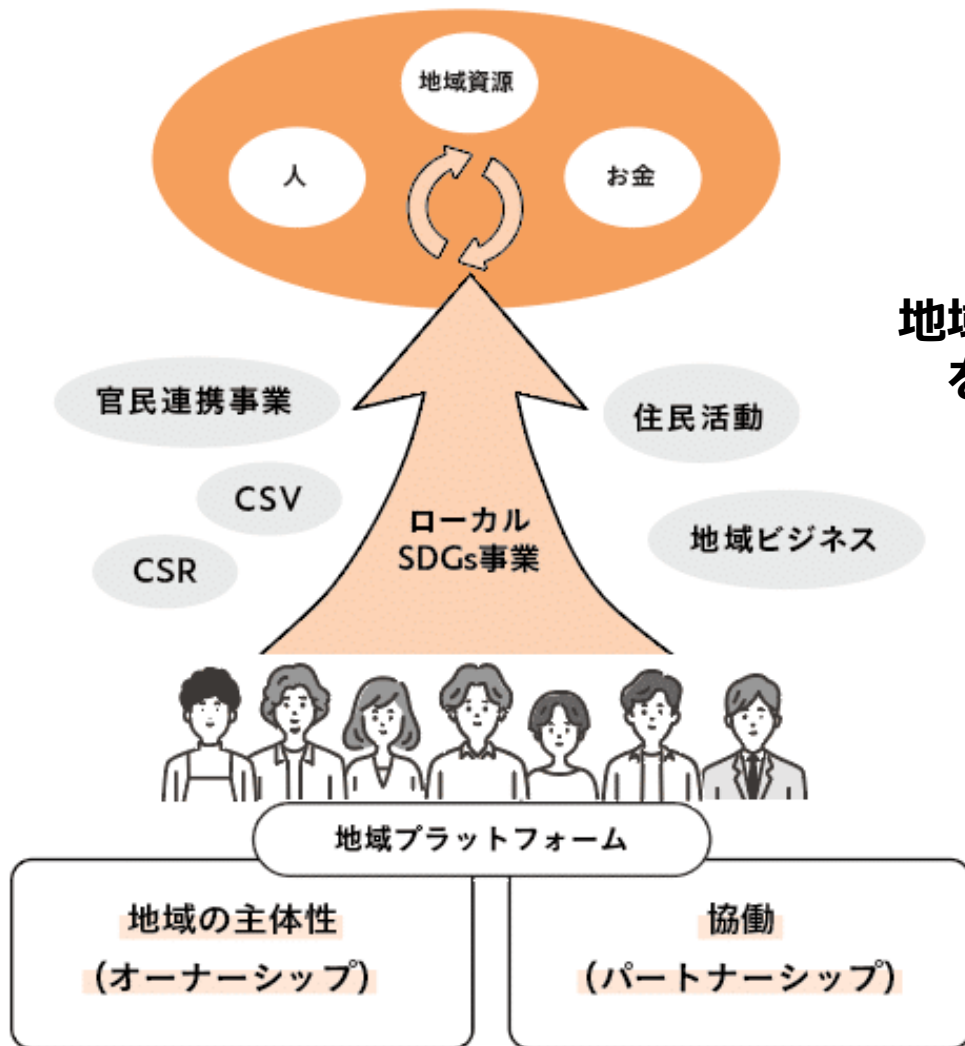 地域資源
人
お金
地域
を
官民連携事業
住民活動
CSV
ローカル
SDGs事業
地域ビジネス
CSR
地域プラットフォーム
地域の主体性
(オーナーシップ)
協働
(パートナーシップ)